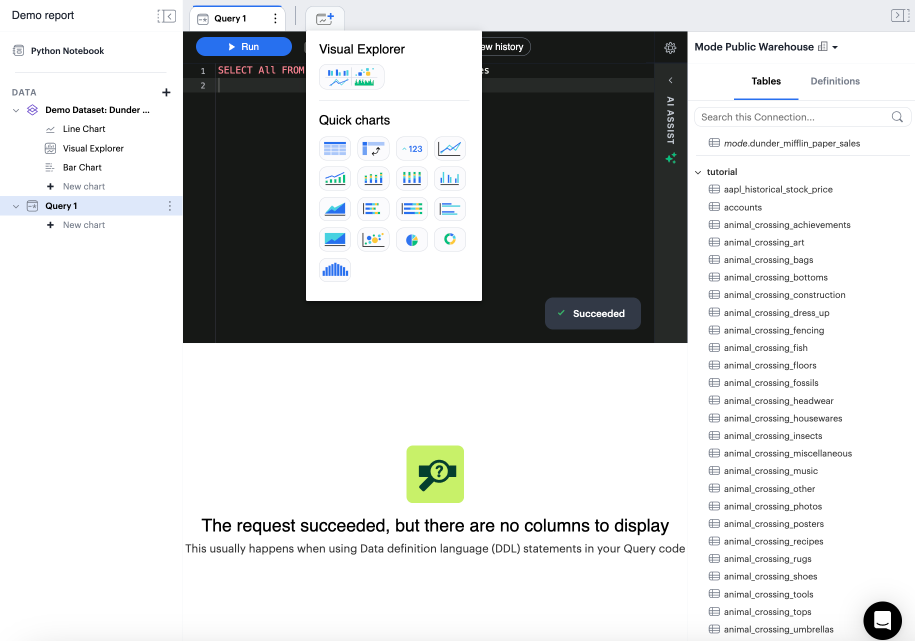 Demo report
Python Notebook
DATA
Demo Dataset: Dunder ...
Line Chart
Visual Explorer
Bar Chart
New chart
Query 1
New chart
Query 1
Run
ew history
1 SELECT All FROM
es
2
Visual Explorer
Quick charts
123
AI ASSIST
Succeeded
The request succeeded, but there are no columns to display
This usually happens when using Data definition language (DDL) statements in your Query code
Mode Public Warehouse
Tables Definitions
Search this Connection...
mode.dunder_mifflin_paper_sales
tutorial
aapl_historical_stock_price
accounts
animal_crossing_achievements
animal_crossing_art
animal_crossing_bags
animal_crossing_bottoms
animal_crossing_construction
animal_crossing_dress_up
animal_crossing_fencing
animal_crossing_fish
animal_crossing_floors
animal_crossing_fossils
animal_crossing_headwear
animal_crossing_housewares
animal_crossing_insects
animal_crossing_miscellaneous
animal_crossing_music
animal_crossing_other
animal_crossing_photos
animal_crossing_posters
animal_crossing_recipes
animal_crossing_rugs
animal_crossing_shoes
animal_crossing_tools
animal_crossing_tops
animal_crossing_umbrellas